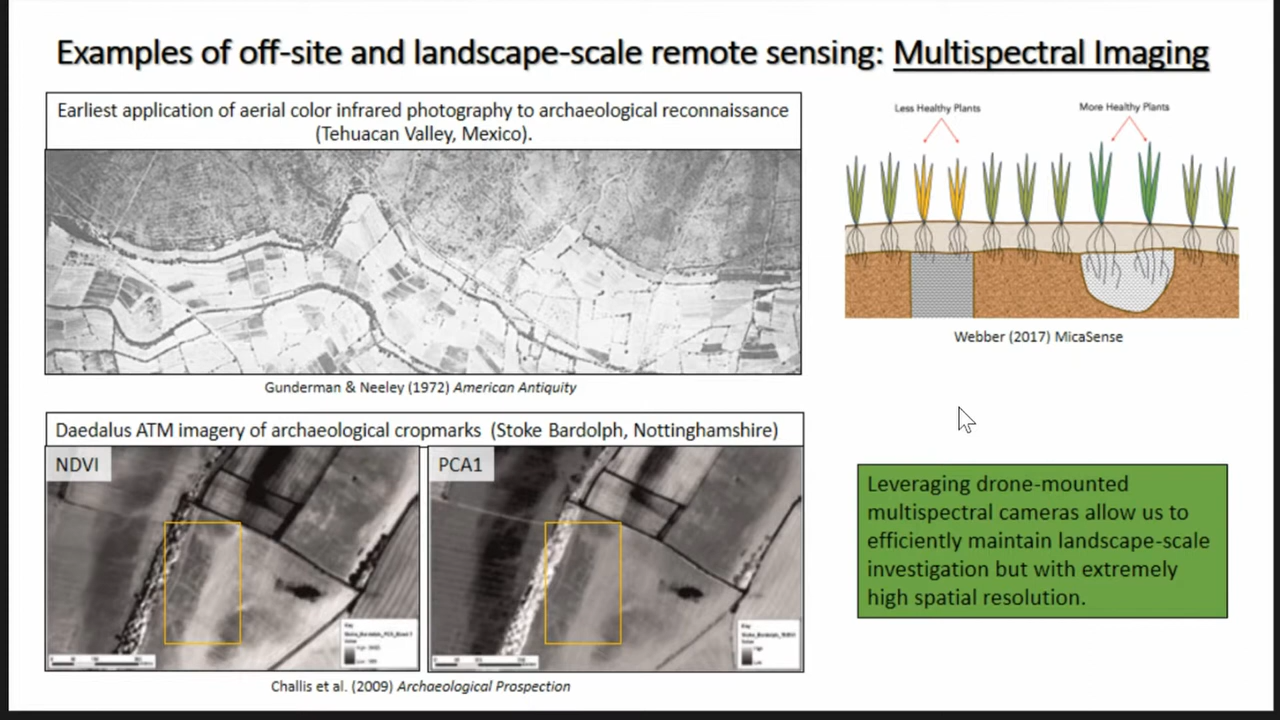 Examples of off-site and landscape-scale remote sensing: Multispectral Imaging
Earliest application of aerial color infrared photography to archaeological reconnaissance
(Tehuacan Valley, Mexico).
Gunderman & Neeley (1972) American Antiquity
Less Healthy Plants
More Healthy Plants
Webber (2017) MicaSense
Daedalus ATM imagery of archaeological cropmarks (Stoke Bardolph, Nottinghamshire)
NDVI
PCA1
Challis et al. (2009) Archaeological Prospection
Leveraging drone-mounted
multispectral cameras allow us to
efficiently maintain landscape-scale
investigation but with extremely
high spatial resolution.